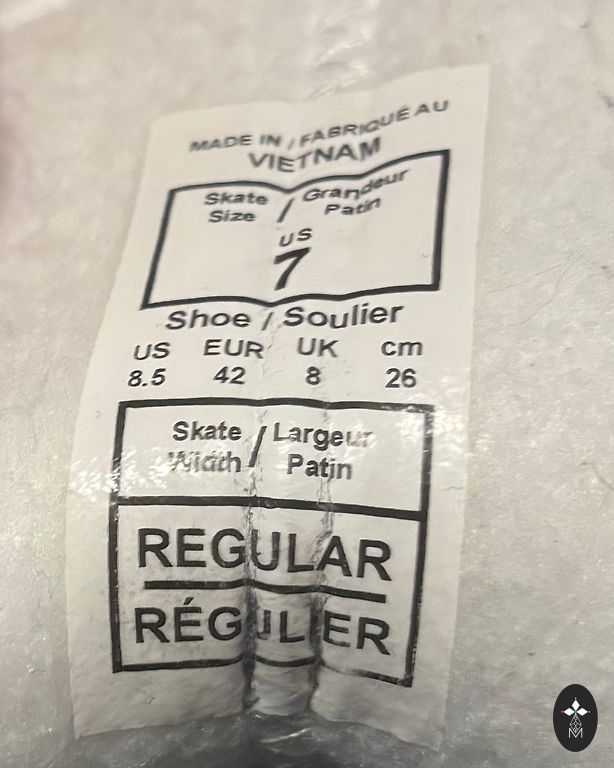 MADE IN / FABRIQUÉ AU
VIETNAM
Skate / Grandeur
Size Patin
US
7
Shoe / Soulier
US EUR UK cm
8.5 42 8 26
Skate / Largeur
Width Patin
REGULAR
RÉGULIER
M